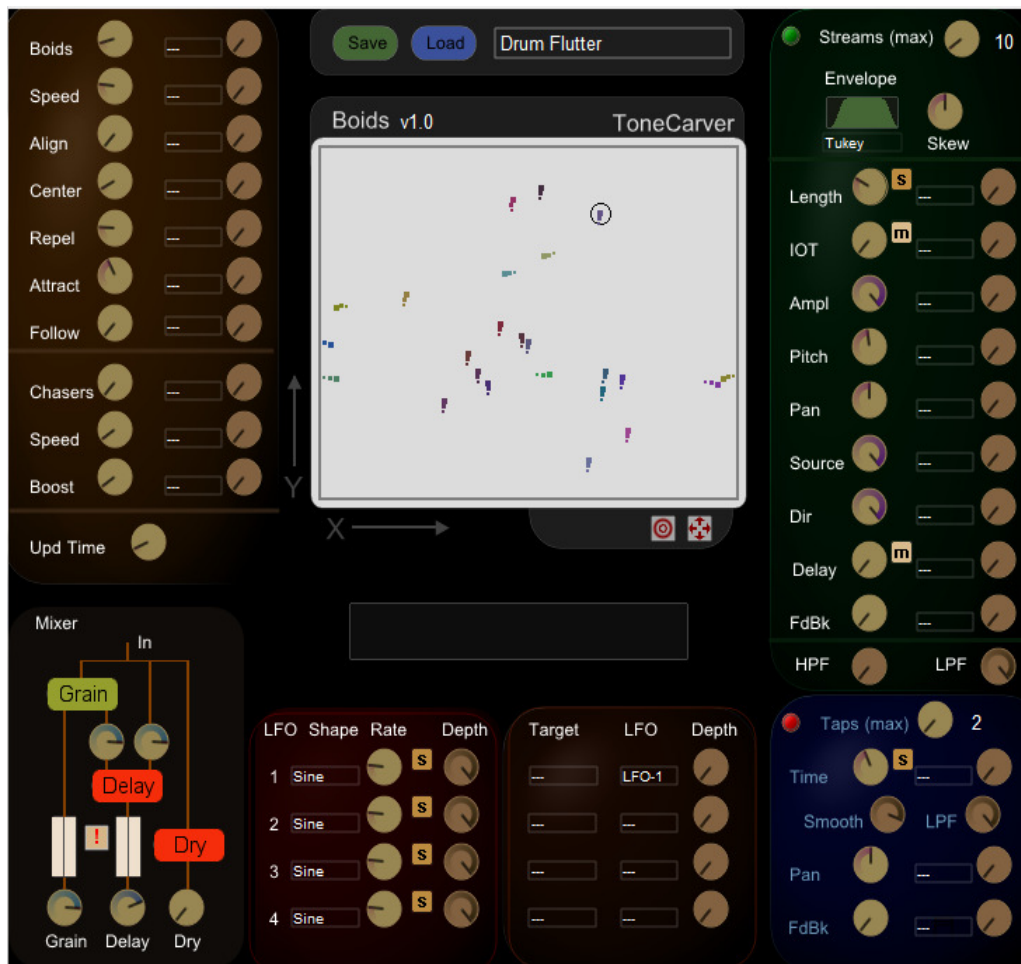 Boids ---
Speed ---
Align ---
Center ---
Repel ---
Attract ---
Follow ---
Chasers ---
Speed ---
Boost ---
Upd Time
Save Load Drum Flutter
Boids v1.0 ToneCarver
Y
X
Streams (max) 10
Envelope
Tukey Skew
Length s ---
IOT m ---
Ampl ---
Pitch ---
Pan ---
Source ---
Dir ---
Delay m ---
FdBk ---
HPF LPF
Mixer
In
Grain
Delay
!
Dry
Grain Delay Dry
LFO Shape Rate Depth
1 Sine s
2 Sine s
3 Sine s
4 Sine s
Target LFO Depth
--- LFO-1
--- ---
--- ---
--- ---
Taps (max) 2
Time s ---
Smooth LPF
Pan ---
FdBk ---